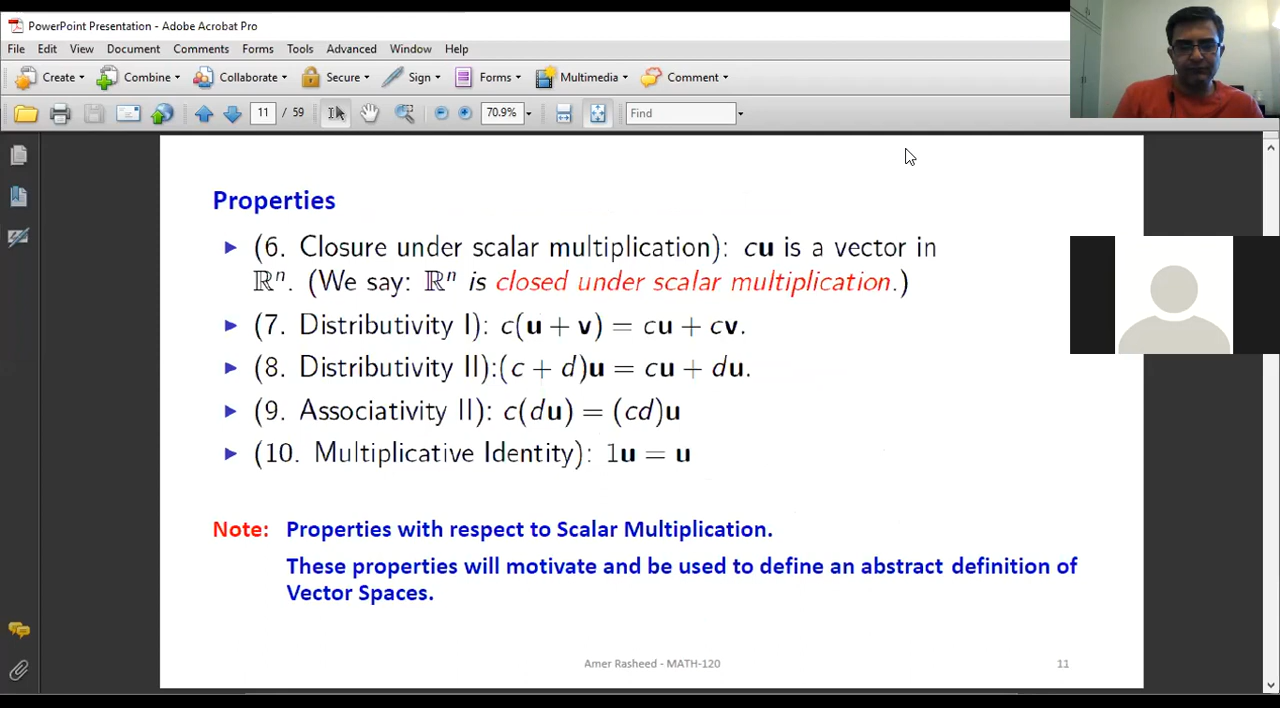 PowerPoint Presentation - Adobe Acrobat Pro
File Edit View Document Comments Forms Tools Advanced Window Help
Create Combine Collaborate Secure Sign Forms Multimedia Comment
11 / 59 70.9% Find
Properties
(6. Closure under scalar multiplication): c𝐮 is a vector in
ℝⁿ. (We say: ℝⁿ is closed under scalar multiplication.)
(7. Distributivity I): c(𝐮 + 𝐯) = c𝐮 + c𝐯.
(8. Distributivity II):(c + d)𝐮 = c𝐮 + d𝐮.
(9. Associativity II): c(d𝐮) = (cd)𝐮
(10. Multiplicative Identity): 1𝐮 = 𝐮
Note: Properties with respect to Scalar Multiplication.
These properties will motivate and be used to define an abstract definition of
Vector Spaces.
Amer Rasheed - MATH-120 11